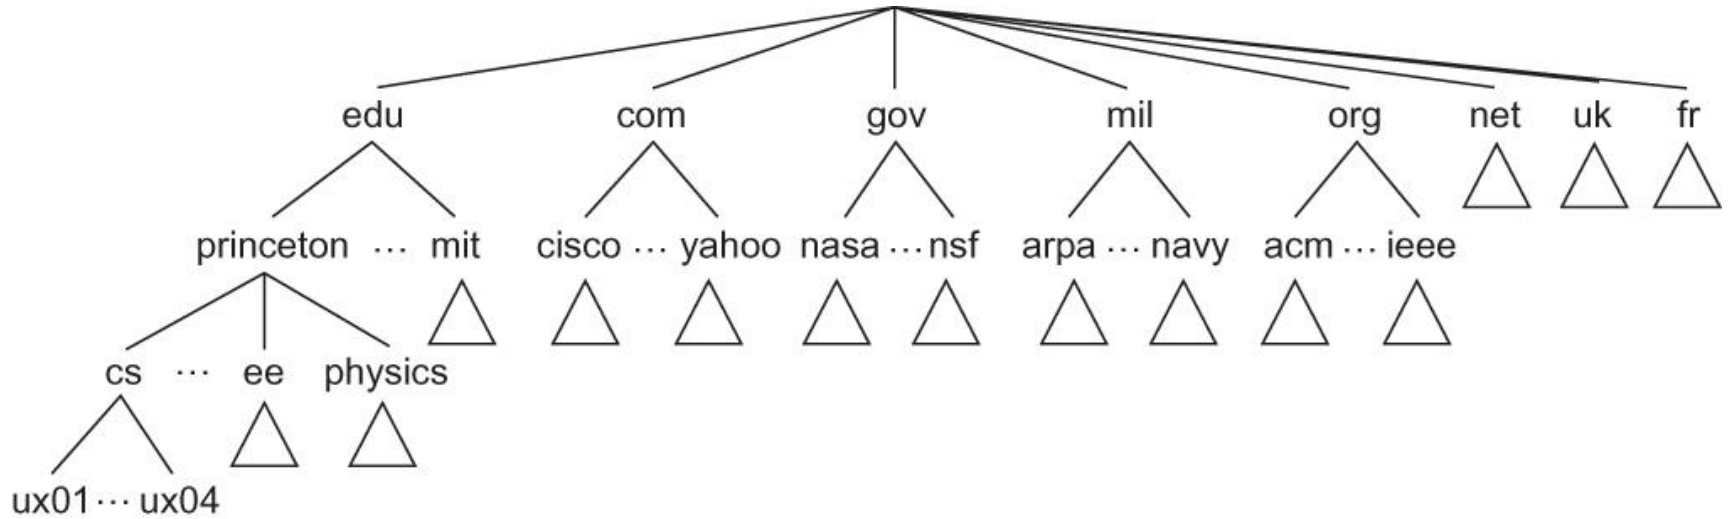 edu com gov mil org net uk fr
princeton … mit cisco … yahoo nasa … nsf arpa … navy acm … ieee
cs … ee physics
ux01 … ux04